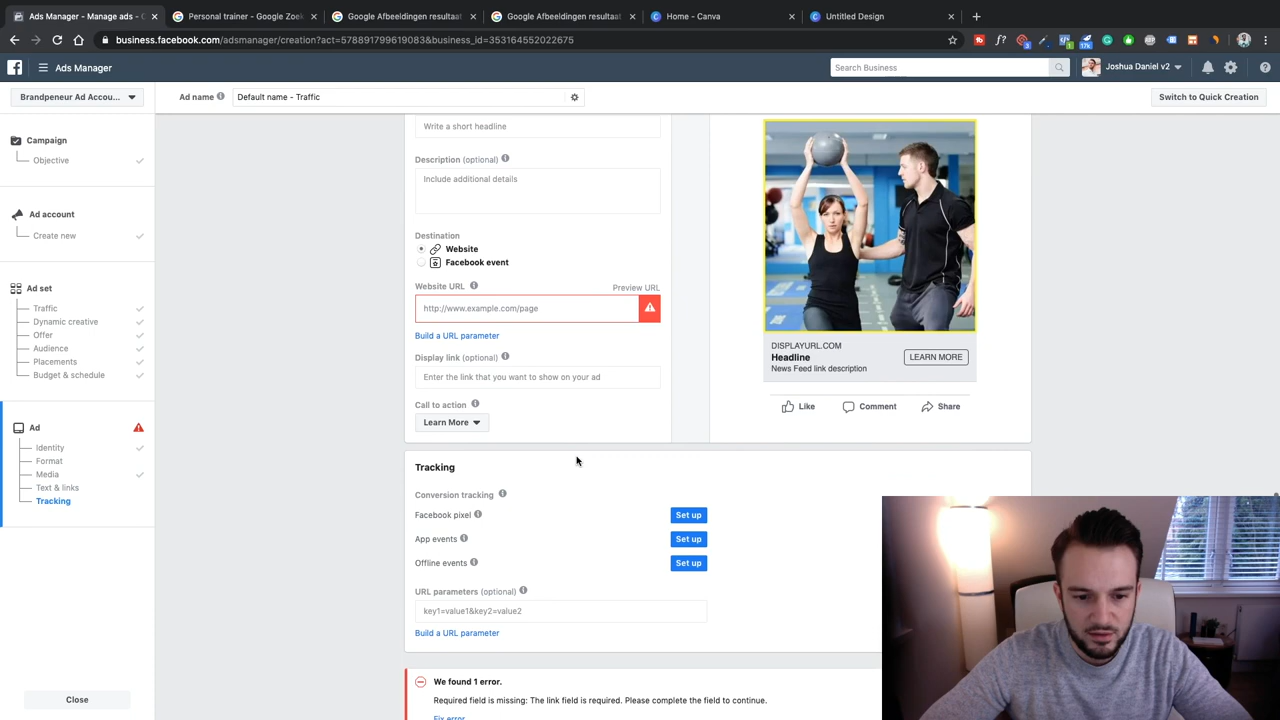 Ads Manager - Manage ads - C
Personal trainer - Google Zoek
Google Afbeeldingen resultaat
Google Afbeeldingen resultaat
Home - Canva
Untitled Design
business.facebook.com/adsmanager/creation?act=578891799619083&business_id=353164552022675
Ads Manager
Search Business
Joshua Daniel v2
Brandpeneur Ad Accou...
Ad name
Default name - Traffic
Switch to Quick Creation
Campaign
Objective
Ad account
Create new
Ad set
Traffic
Dynamic creative
Offer
Audience
Placements
Budget & schedule
Ad
Identity
Format
Media
Text & links
Tracking
Close
Write a short headline
Description (optional)
Include additional details
Destination
Website
Facebook event
Website URL
Preview URL
http://www.example.com/page
Build a URL parameter
Display link (optional)
Enter the link that you want to show on your ad
Call to action
Learn More
DISPLAYURL.COM
Headline
News Feed link description
LEARN MORE
Like
Comment
Share
Tracking
Conversion tracking
Facebook pixel
Set up
App events
Set up
Offline events
Set up
URL parameters (optional)
key1=value1&key2=value2
Build a URL parameter
We found 1 error.
Required field is missing: The link field is required. Please complete the field to continue.
Fix error